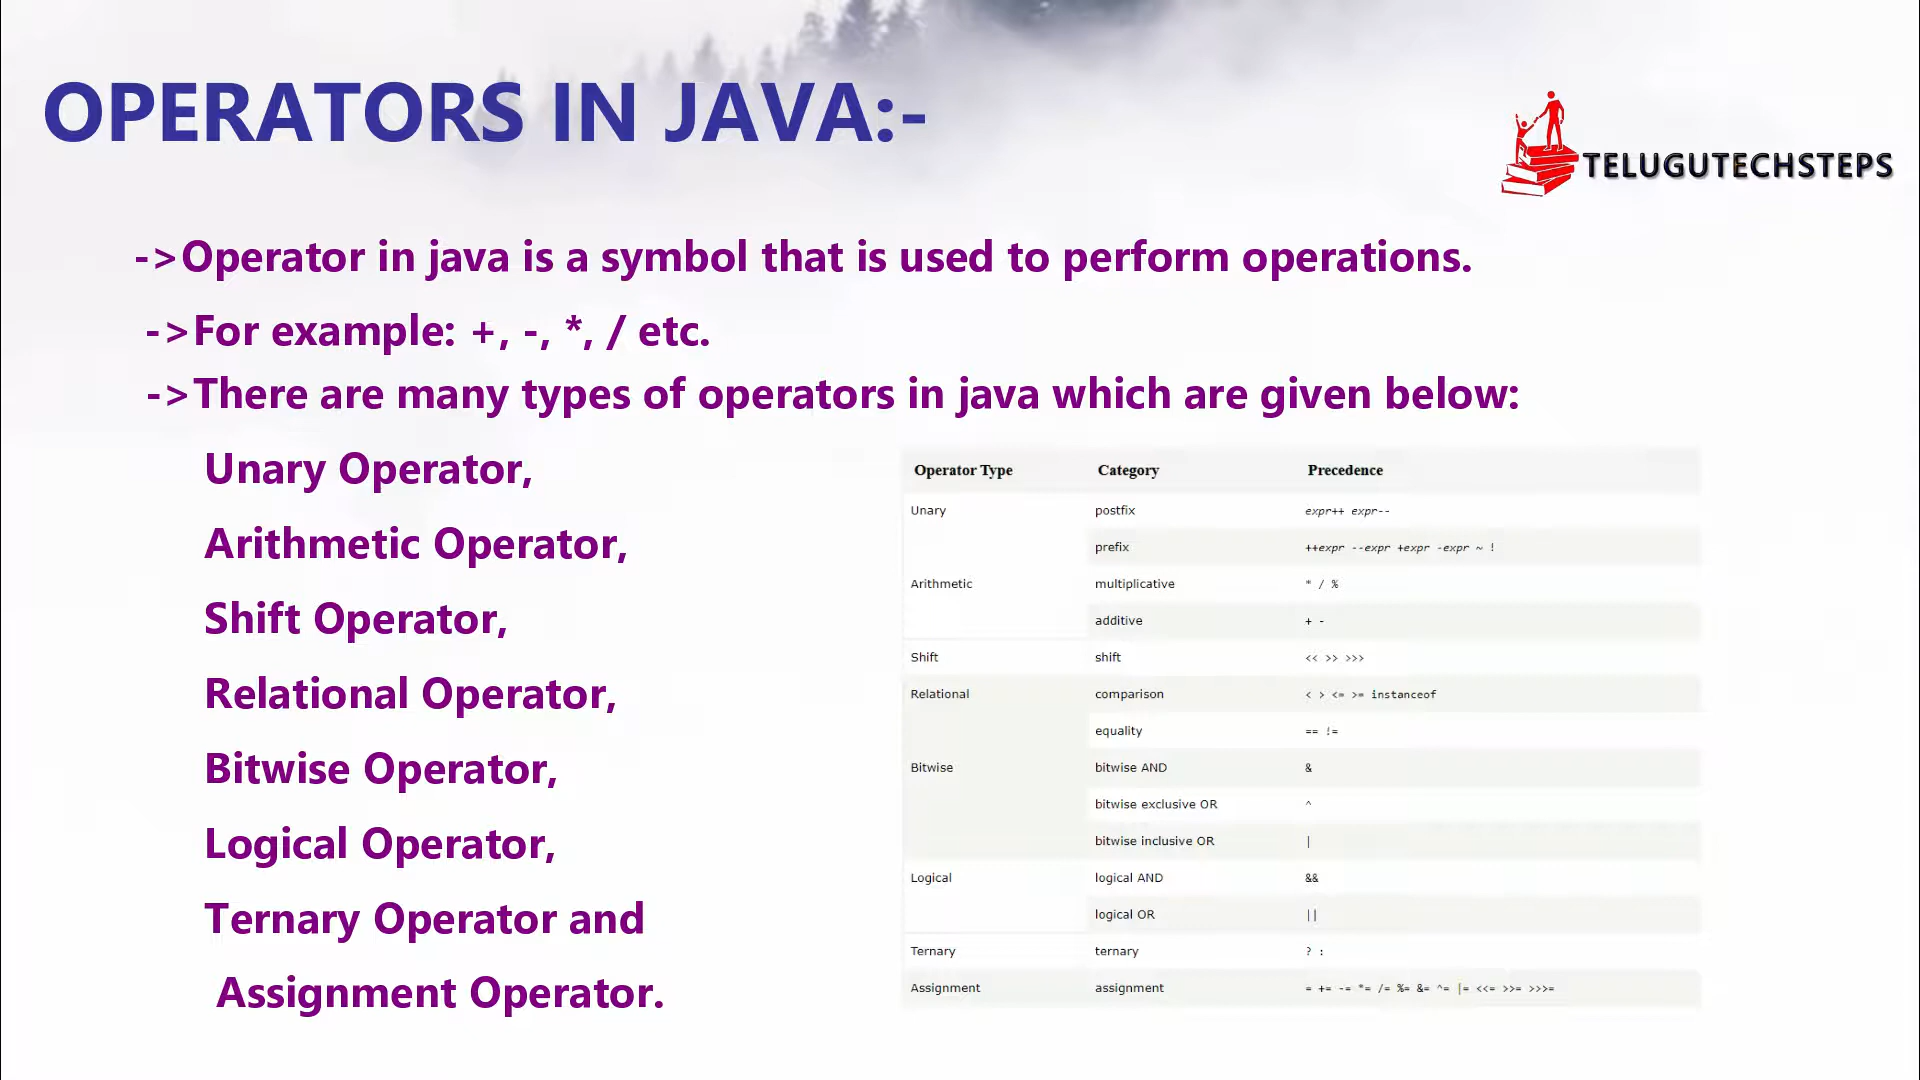 OPERATORS IN JAVA:-
TELUGUTECHSTEPS
->Operator in java is a symbol that is used to perform operations.
->For example: +, -, *, / etc.
->There are many types of operators in java which are given below:
Unary Operator,
Arithmetic Operator,
Shift Operator,
Relational Operator,
Bitwise Operator,
Logical Operator,
Ternary Operator and
Assignment Operator.
Operator Type Category Precedence
Unary postfix expr++ expr--
prefix ++expr --expr +expr -expr ~ !
Arithmetic multiplicative * / %
additive + -
Shift shift << >> >>>
Relational comparison < > <= >= instanceof
equality == !=
Bitwise bitwise AND &
bitwise exclusive OR ^
bitwise inclusive OR |
Logical logical AND &&
logical OR ||
Ternary ternary ? :
Assignment assignment = += -= *= /= %= &= ^= |= <<= >>= >>>=